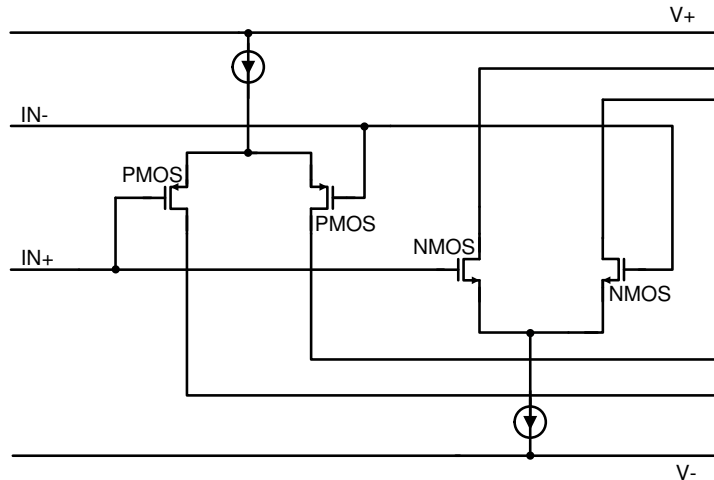 V+
IN-
PMOS
PMOS
NMOS
IN+
NMOS
V-